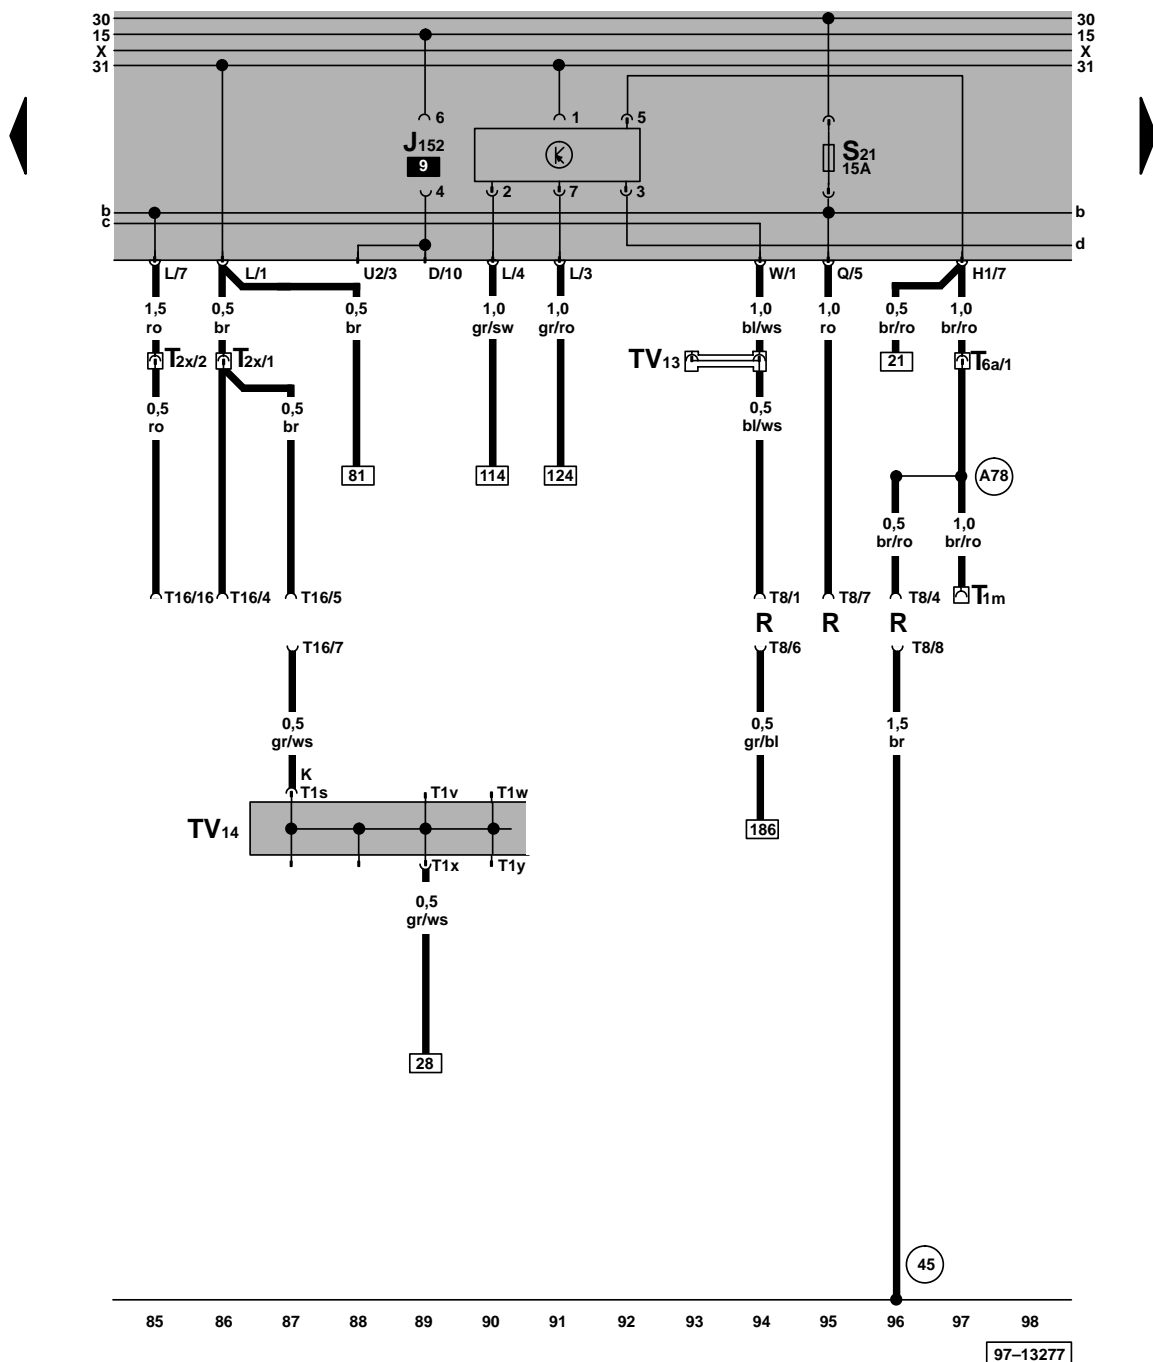 30 30
15 15
X X
31 31
6 1 5
J152
9
S21
15A
4 2 7 3
b b
c
d
L/7 L/1 U2/3 D/10 L/4 L/3 W/1 Q/5 H1/7
1,5 0,5 0,5 1,0 1,0 1,0 1,0 0,5 1,0
ro br br gr/sw gr/ro bl/ws ro br/ro br/ro
T2x/2 T2x/1 TV13 21 T6a/1
0,5 0,5 0,5
ro br bl/ws
81 114 124 A78
0,5 1,0
br/ro br/ro
T16/16 T16/4 T16/5 T8/1 T8/7 T8/4 T1m
R R R
T16/7 T8/6 T8/8
0,5 0,5 1,5
gr/ws gr/bl br
K
T1s T1v T1w
TV14 186
T1x T1y
0,5
gr/ws
28
45
85 86 87 88 89 90 91 92 93 94 95 96 97 98
97–13277